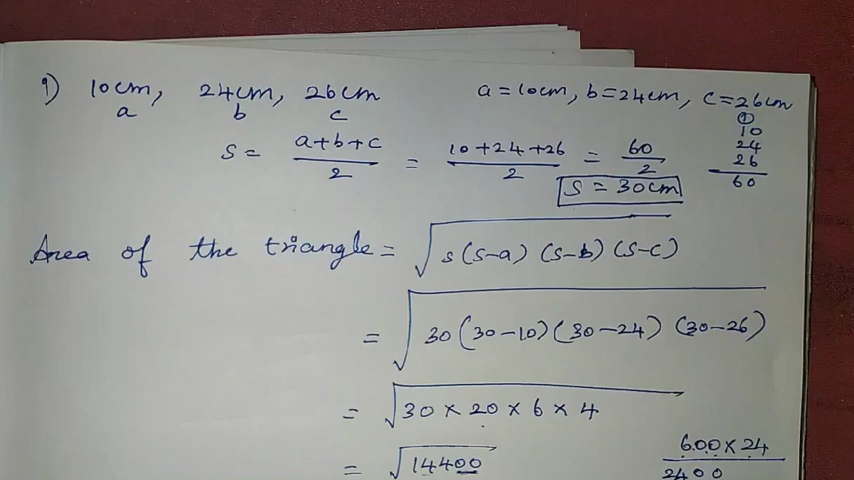 1) 10cm, 24cm, 26cm a=10cm, b=24cm, c=26cm
a b c
①
10
24
26
60
S = a+b+c/2 = 10+24+26/2 = 60/2
S = 30cm
Area of the triangle = √s(s-a) (s-b) (s-c)
= √30(30-10)(30-24) (30-26)
= √30 × 20 × 6 × 4
= √14400
600×24
2400